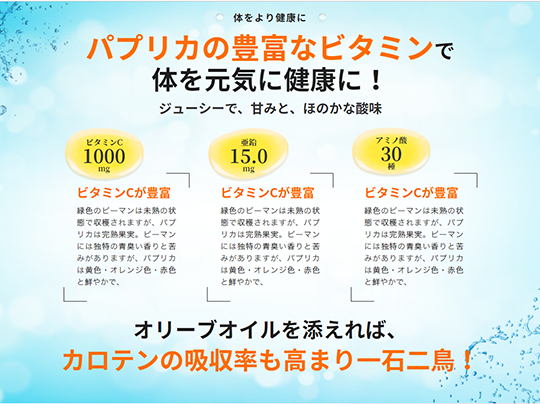 体をより健康に
パプリカの豊富なビタミンで
体を元気に健康に！
ジューシーで、甘みと、ほのかな酸味
ビタミンC
1000
mg
ビタミンCが豊富
緑色のピーマンは未熟の状
態で収穫されますが、パプ
リカは完熟果実。ピーマン
には独特の青臭い香りと苦
みがありますが、パプリカ
は黄色・オレンジ色・赤色
と鮮やかで、
亜鉛
15.0
mg
ビタミンCが豊富
緑色のピーマンは未熟の状
態で収穫されますが、パプ
リカは完熟果実。ピーマン
には独特の青臭い香りと苦
みがありますが、パプリカ
は黄色・オレンジ色・赤色
と鮮やかで、
アミノ酸
30
種
ビタミンCが豊富
緑色のピーマンは未熟の状
態で収穫されますが、パプ
リカは完熟果実。ピーマン
には独特の青臭い香りと苦
みがありますが、パプリカ
は黄色・オレンジ色・赤色
と鮮やかで、
オリーブオイルを添えれば、
カロテンの吸収率も高まり一石二鳥！